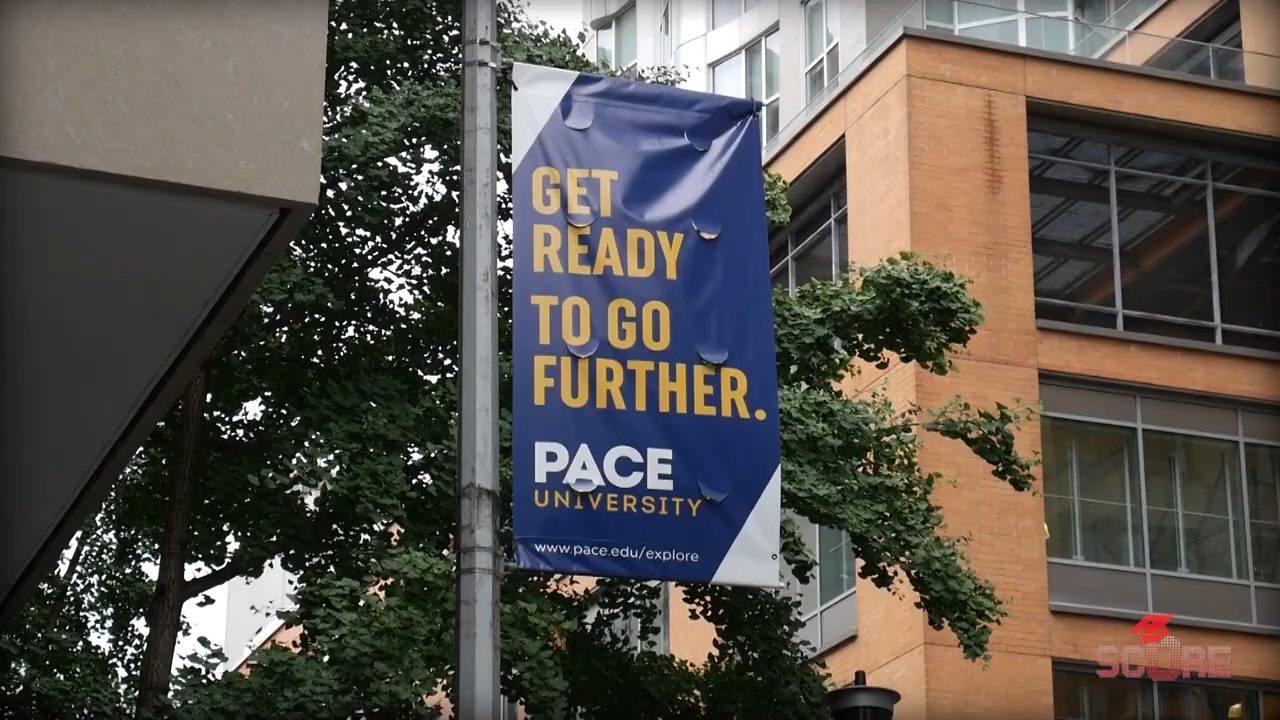 GET
READY
TO GO
FURTHER.
PACE
UNIVERSITY
www.pace.edu/explore
SCORE